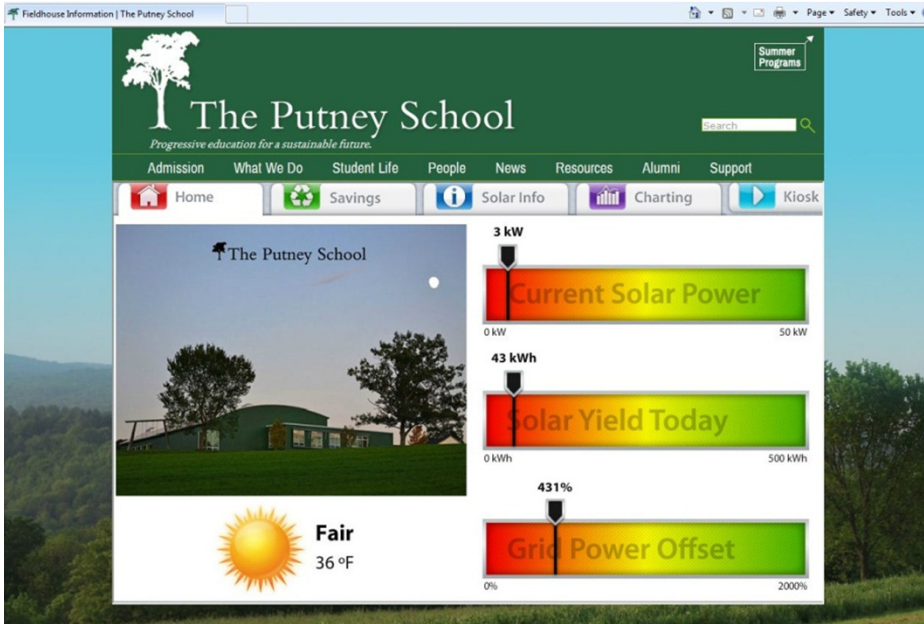 Fieldhouse Information | The Putney School
Page Safety Tools
Summer
Programs
The Putney School
Progressive education for a sustainable future.
Search
Admission What We Do Student Life People News Resources Alumni Support
Home Savings Solar Info Charting Kiosk
The Putney School
3 kW
Current Solar Power
0 kW 50 kW
43 kWh
Solar Yield Today
0 kWh 500 kWh
431%
Grid Power Offset
0% 2000%
Fair
36 ºF